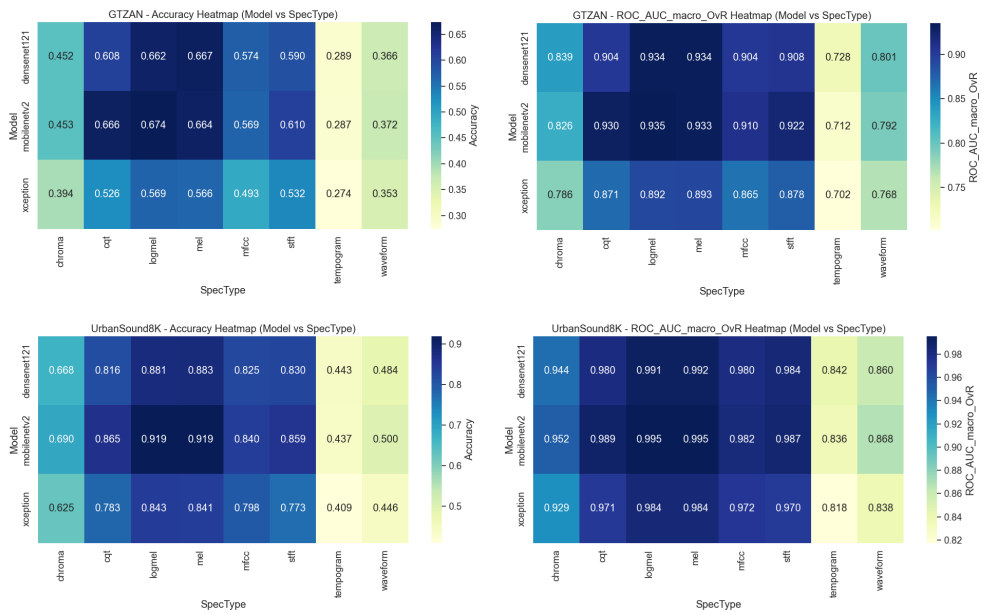 GTZAN - Accuracy Heatmap (Model vs SpecType)
Model
densenet121
mobilenetv2
xception
0.452 0.608 0.662 0.667 0.574 0.590 0.289 0.366
0.453 0.666 0.674 0.664 0.569 0.610 0.287 0.372
0.394 0.526 0.569 0.566 0.493 0.532 0.274 0.353
chroma cqt logmel mel mfcc stft tempogram waveform
SpecType
0.65
0.60
0.55
0.50
0.45
0.40
0.35
0.30
Accuracy
GTZAN - ROC_AUC_macro_OvR Heatmap (Model vs SpecType)
Model
densenet121
mobilenetv2
xception
0.839 0.904 0.934 0.934 0.904 0.908 0.728 0.801
0.826 0.930 0.935 0.933 0.910 0.922 0.712 0.792
0.786 0.871 0.892 0.893 0.865 0.878 0.702 0.768
chroma cqt logmel mel mfcc stft tempogram waveform
SpecType
0.90
0.85
0.80
0.75
ROC_AUC_macro_OvR
UrbanSound8K - Accuracy Heatmap (Model vs SpecType)
Model
densenet121
mobilenetv2
xception
0.668 0.816 0.881 0.883 0.825 0.830 0.443 0.484
0.690 0.865 0.919 0.919 0.840 0.859 0.437 0.500
0.625 0.783 0.843 0.841 0.798 0.773 0.409 0.446
chroma cqt logmel mel mfcc stft tempogram waveform
SpecType
0.9
0.8
0.7
0.6
0.5
Accuracy
UrbanSound8K - ROC_AUC_macro_OvR Heatmap (Model vs SpecType)
Model
densenet121
mobilenetv2
xception
0.944 0.980 0.991 0.992 0.980 0.984 0.842 0.860
0.952 0.989 0.995 0.995 0.982 0.987 0.836 0.868
0.929 0.971 0.984 0.984 0.972 0.970 0.818 0.838
chroma cqt logmel mel mfcc stft tempogram waveform
SpecType
0.98
0.96
0.94
0.92
0.90
0.88
0.86
0.84
0.82
ROC_AUC_macro_OvR